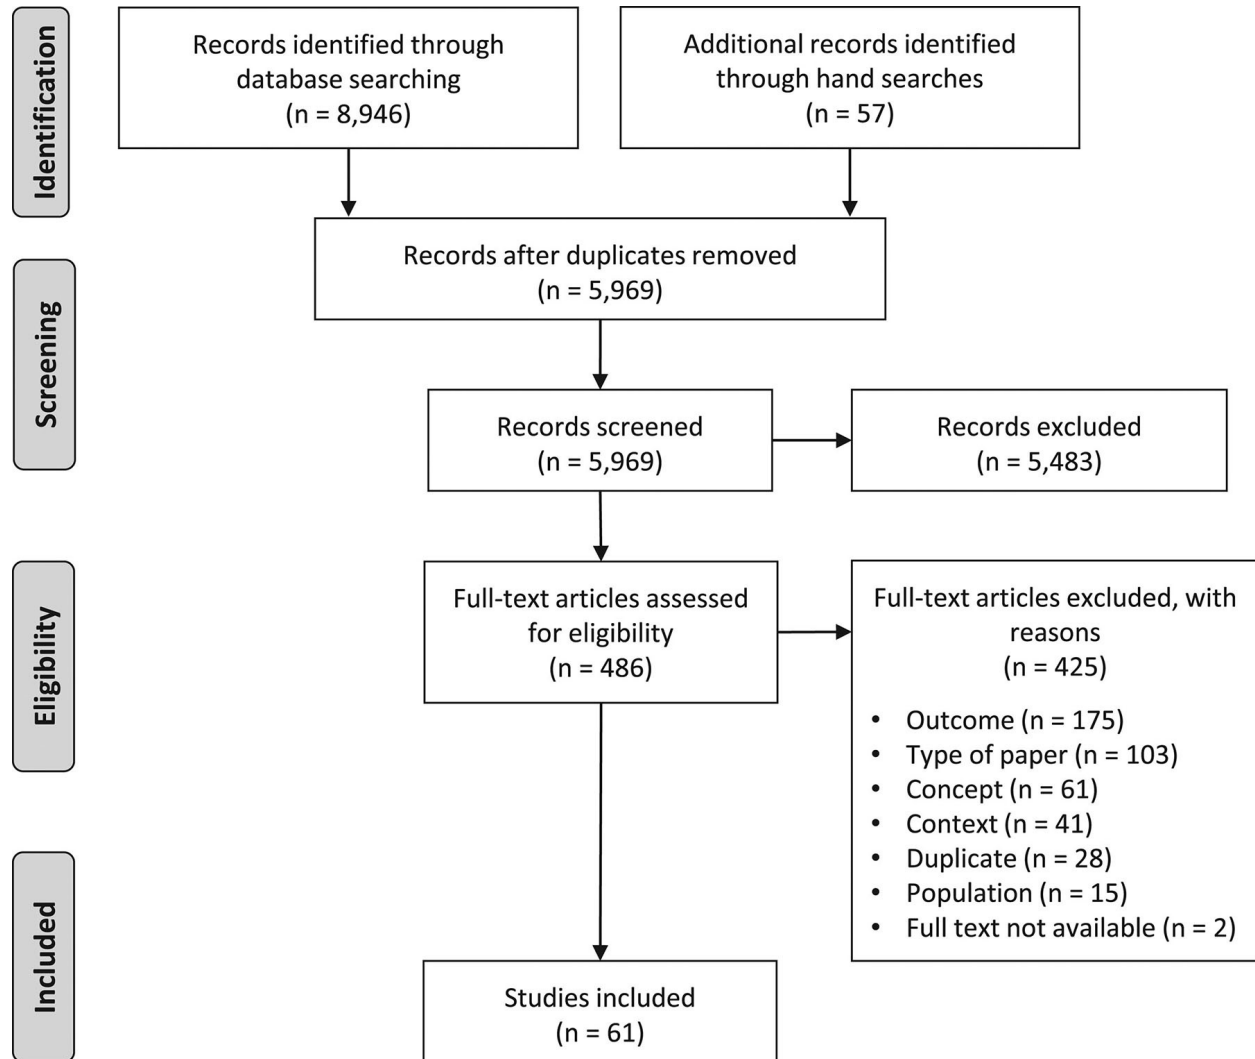 Identification
Records identified through
database searching
(n = 8,946)
Additional records identified
through hand searches
(n = 57)
Records after duplicates removed
(n = 5,969)
Screening
Records screened
(n = 5,969)
Records excluded
(n = 5,483)
Eligibility
Full-text articles assessed
for eligibility
(n = 486)
Full-text articles excluded, with
reasons
(n = 425)
• Outcome (n = 175)
• Type of paper (n = 103)
• Concept (n = 61)
• Context (n = 41)
• Duplicate (n = 28)
• Population (n = 15)
• Full text not available (n = 2)
Included
Studies included
(n = 61)